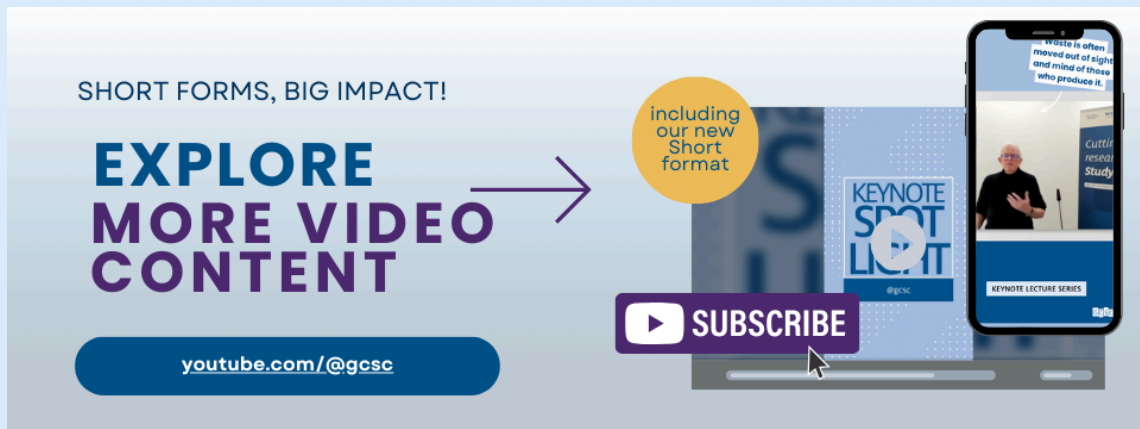 SHORT FORMS, BIG IMPACT!
EXPLORE
MORE VIDEO
CONTENT
youtube.com/@gcsc
including
our new
Short
format
KEYNOTE
SPOT
LIGHT
@gcsc
SUBSCRIBE
Waste is often
moved out of sight
and mind of those
who produce it.
Study
KEYNOTE LECTURE SERIES